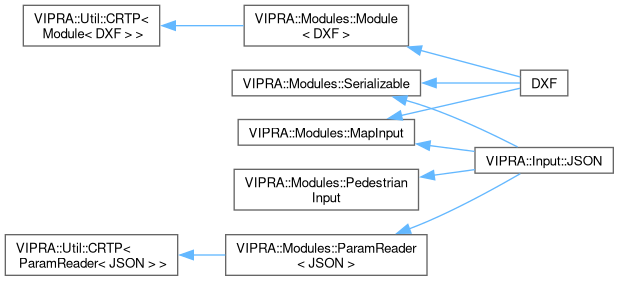 VIPRA::Util::CRTP<
Module< DXF > >
VIPRA::Modules::Module
< DXF >
VIPRA::Modules::Serializable
DXF
VIPRA::Modules::MapInput
VIPRA::Input::JSON
VIPRA::Modules::Pedestrian
Input
VIPRA::Util::CRTP<
ParamReader< JSON > >
VIPRA::Modules::ParamReader
< JSON >